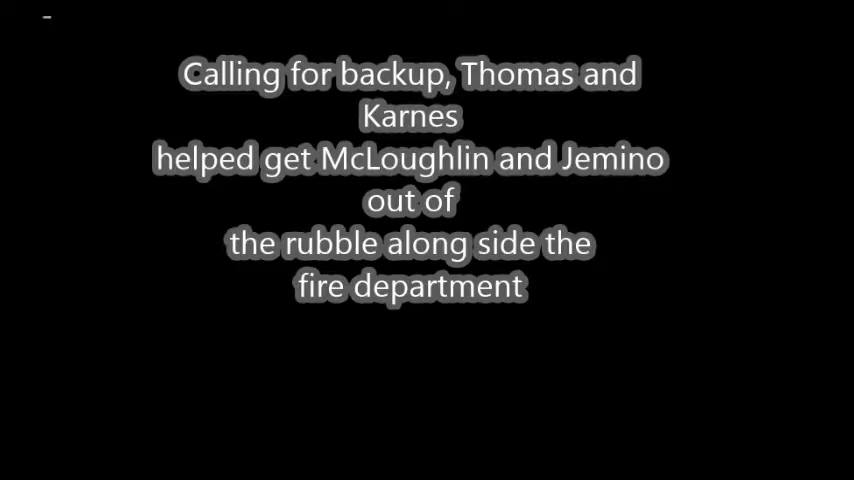 Calling for backup, Thomas and
Karnes
helped get McLoughlin and Jemino
out of
the rubble along side the
fire department